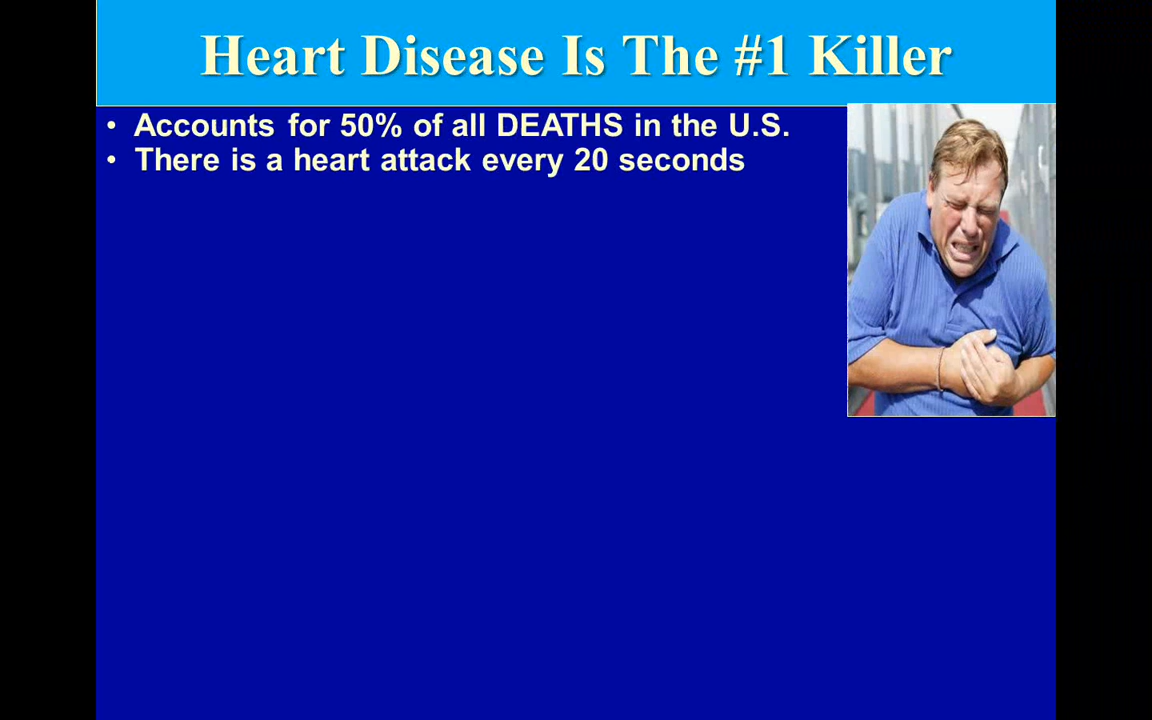 Heart Disease Is The #1 Killer
• Accounts for 50% of all DEATHS in the U.S.
• There is a heart attack every 20 seconds